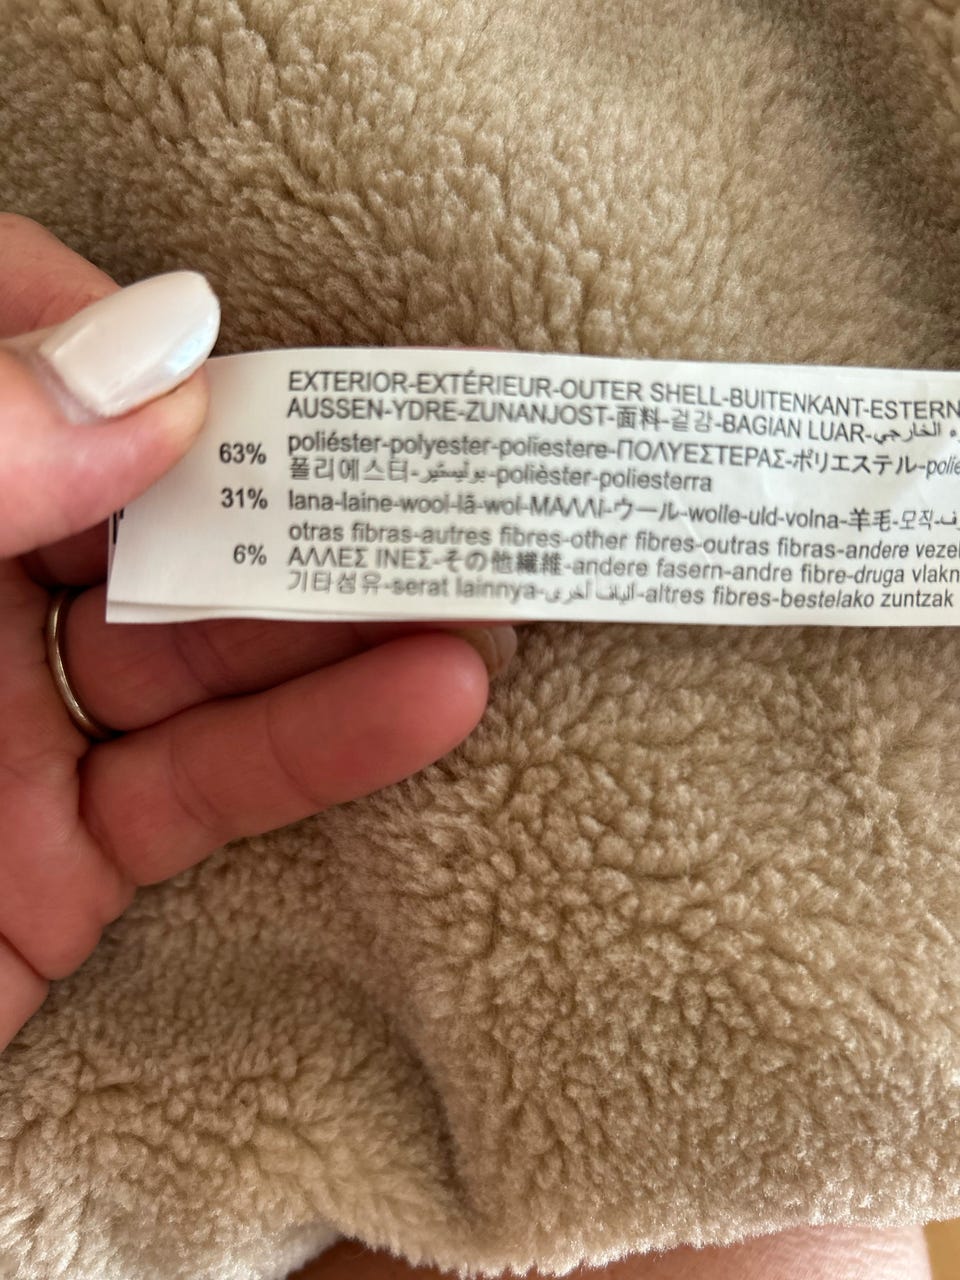 EXTERIOR-EXTÉRIEUR-OUTER SHELL-BUITENKANT-ESTERN
AUSSEN-YDRE-ZUNANJOST-面料-겉감-BAGIAN LUAR-الخارجي
63% poliéster-polyester-poliestere-ΠΟΛΥΕΣΤΕΡΑΣ-ポリエステル-polie
폴리에스터-بوليستر-polièster-poliesterra
31% lana-laine-wool-lã-wol-ΜΑΛΛΙ-ウール-wolle-uld-volna-羊毛-모직-
otras fibras-autres fibres-other fibres-outras fibras-andere vezel
6% ΑΛΛΕΣ ΙΝΕΣ-その他繊維-andere fasern-andre fibre-druga vlakn
기타섬유-serat lainnya-ألياف أخرى-altres fibres-bestelako zuntzak